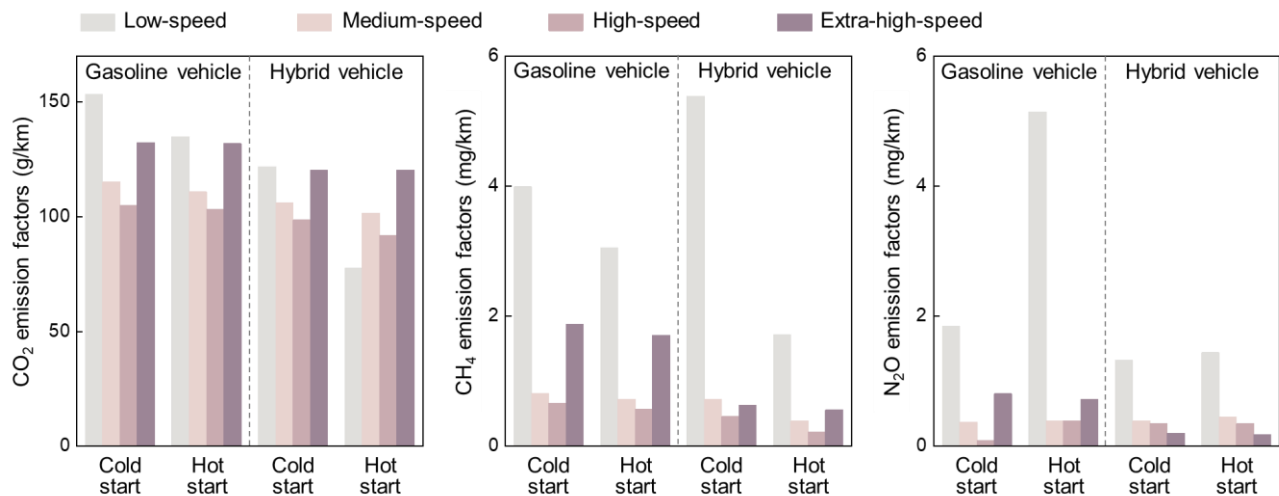 Low-speed Medium-speed High-speed Extra-high-speed
CO₂ emission factors (g/km)
150
100
50
0
Gasoline vehicle Hybrid vehicle
Cold start Hot start Cold start Hot start
CH₄ emission factors (mg/km)
6
4
2
0
Gasoline vehicle Hybrid vehicle
Cold start Hot start Cold start Hot start
N₂O emission factors (mg/km)
6
4
2
0
Gasoline vehicle Hybrid vehicle
Cold start Hot start Cold start Hot start